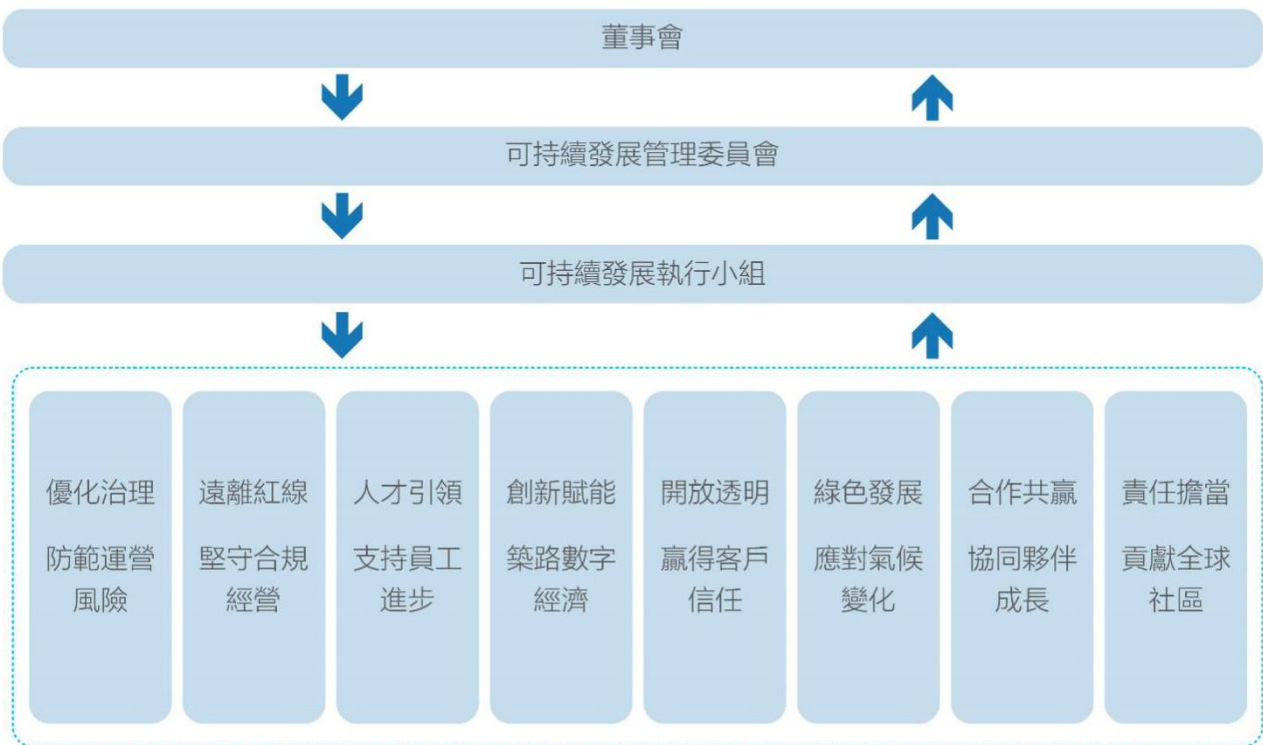 董事會
可持續發展管理委員會
可持續發展執行小組
優化治理
防範運營
風險
遠離紅線
堅守合規
經營
人才引領
支持員工
進步
創新賦能
築路數字
經濟
開放透明
贏得客戶
信任
綠色發展
應對氣候
變化
合作共贏
協同夥伴
成長
責任擔當
貢獻全球
社區